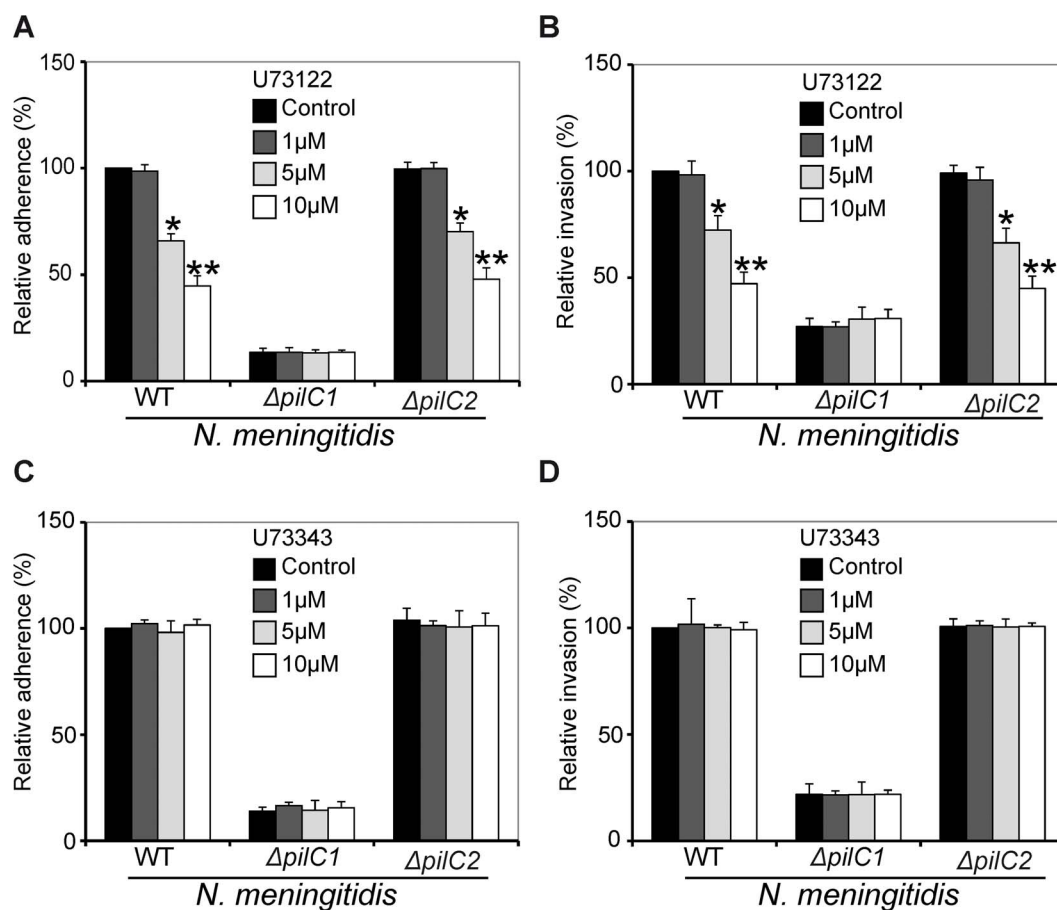 A
150
100
50
0
Relative adherence (%)
U73122
Control
1µM
5µM
10µM
*
**
*
**
WT
ΔpilC1
ΔpilC2
N. meningitidis
B
150
100
50
0
Relative invasion (%)
U73122
Control
1µM
5µM
10µM
*
**
*
**
WT
ΔpilC1
ΔpilC2
N. meningitidis
C
150
100
50
0
Relative adherence (%)
U73343
Control
1µM
5µM
10µM
WT
ΔpilC1
ΔpilC2
N. meningitidis
D
150
100
50
0
Relative invasion (%)
U73343
Control
1µM
5µM
10µM
WT
ΔpilC1
ΔpilC2
N. meningitidis